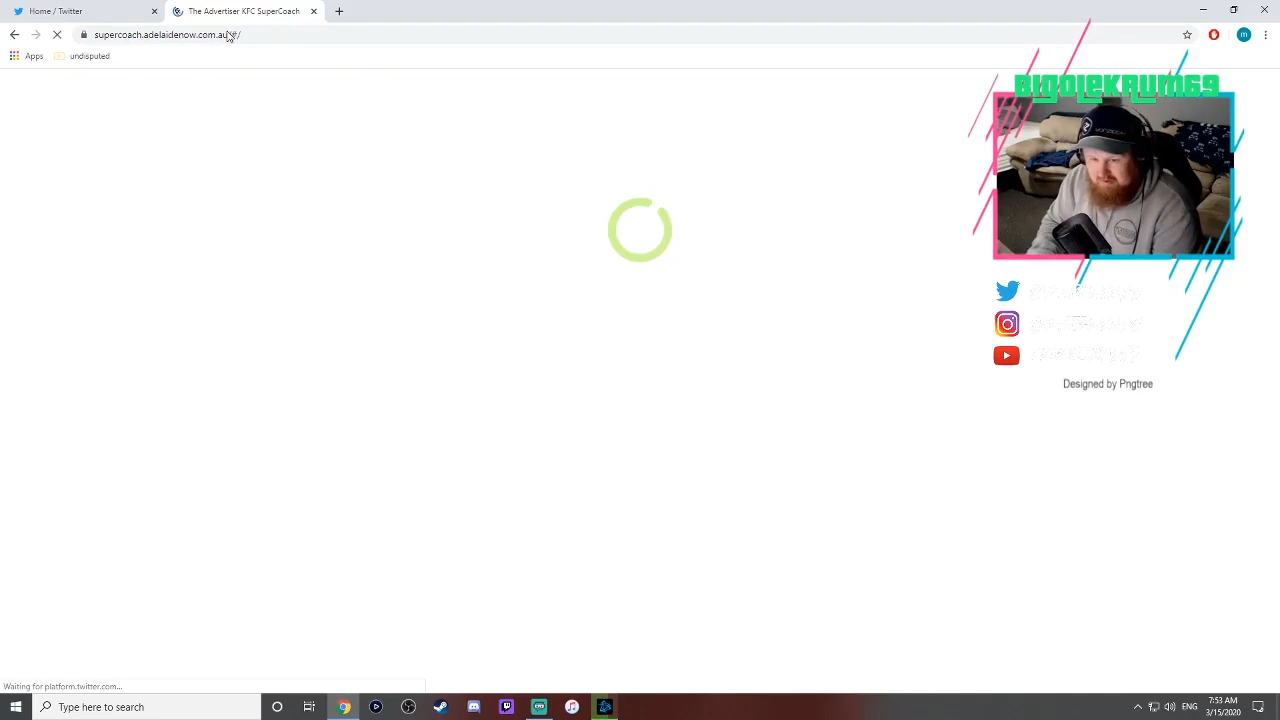 Home / Twitter
The Advertiser KFC SuperCoach
supercoach.adelaidenow.com.au
Apps
undisputed
m
BIDDLEKRUM69
Designed by Pngtree
Waiting for platform.twitter.com...
Type here to search
ENG
7:53 AM
3/15/2020